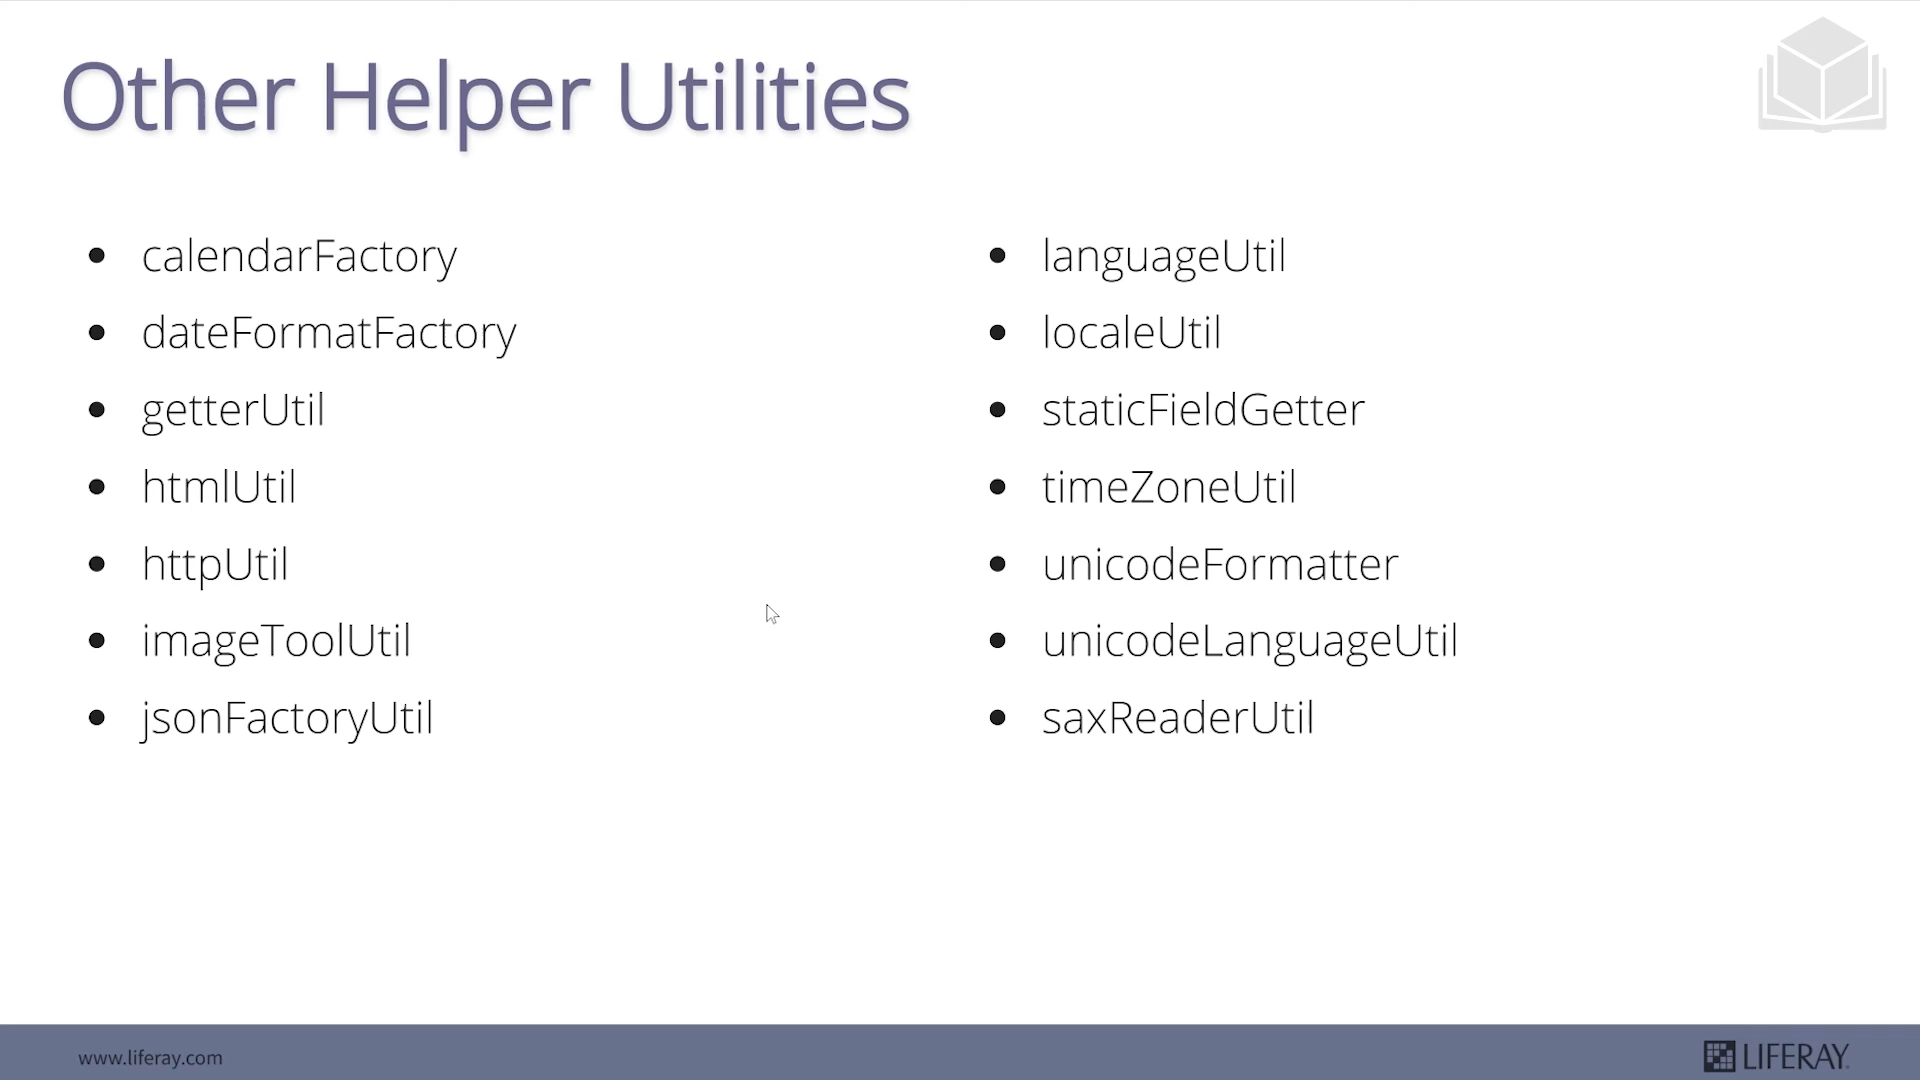 Other Helper Utilities
calendarFactory
dateFormatFactory
getterUtil
htmlUtil
httpUtil
imageToolUtil
jsonFactoryUtil
languageUtil
localeUtil
staticFieldGetter
timeZoneUtil
unicodeFormatter
unicodeLanguageUtil
saxReaderUtil
www.liferay.com
LIFERAY.